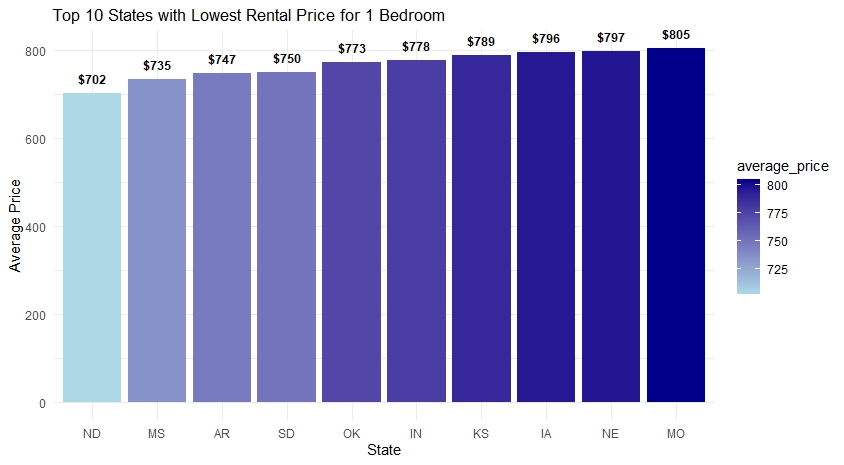 Top 10 States with Lowest Rental Price for 1 Bedroom
$702
$735
$747
$750
$773
$778
$789
$796
$797
$805
800
600
400
200
0
Average Price
ND
MS
AR
SD
OK
IN
KS
IA
NE
MO
State
average_price
800
775
750
725